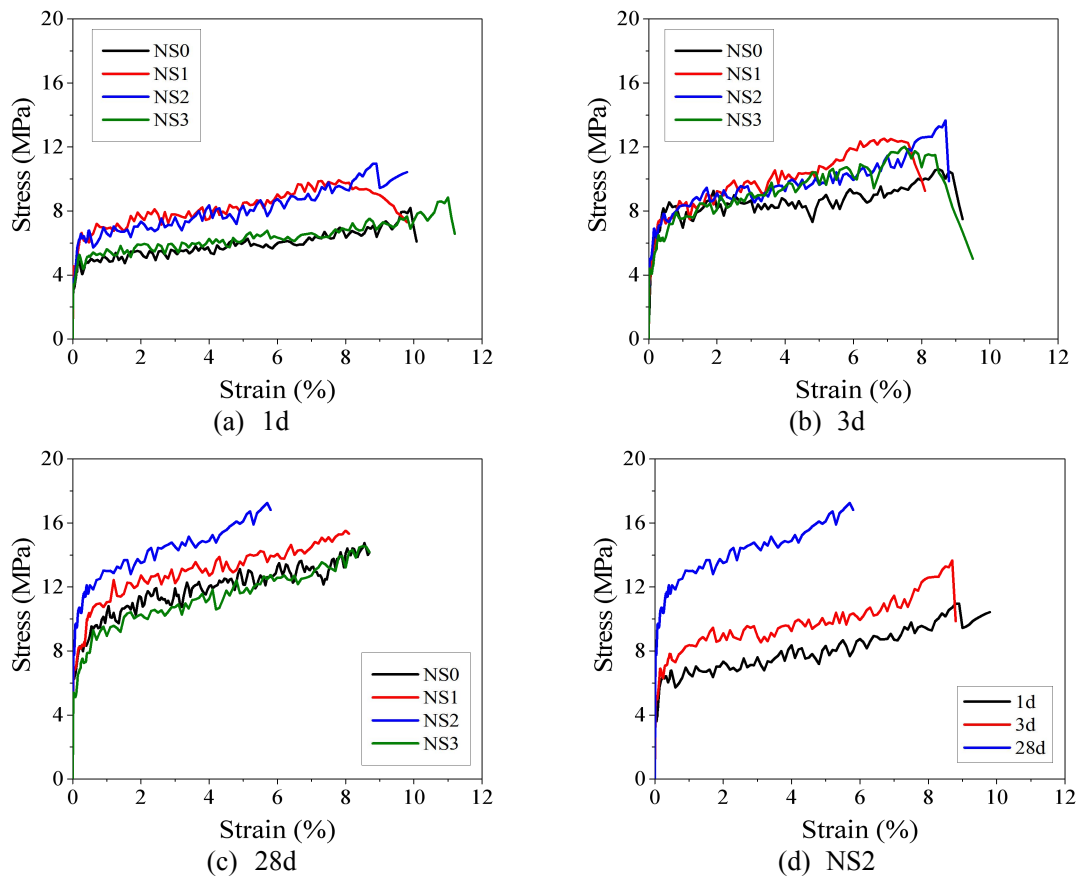 20
16
12
8
4
0
Stress (MPa)
NS0
NS1
NS2
NS3
0 2 4 6 8 10 12
Strain (%)
(a) 1d
20
16
12
8
4
0
Stress (MPa)
NS0
NS1
NS2
NS3
0 2 4 6 8 10 12
Strain (%)
(b) 3d
20
16
12
8
4
0
Stress (MPa)
NS0
NS1
NS2
NS3
0 2 4 6 8 10 12
Strain (%)
(c) 28d
20
16
12
8
4
0
Stress (MPa)
1d
3d
28d
0 2 4 6 8 10 12
Strain (%)
(d) NS2